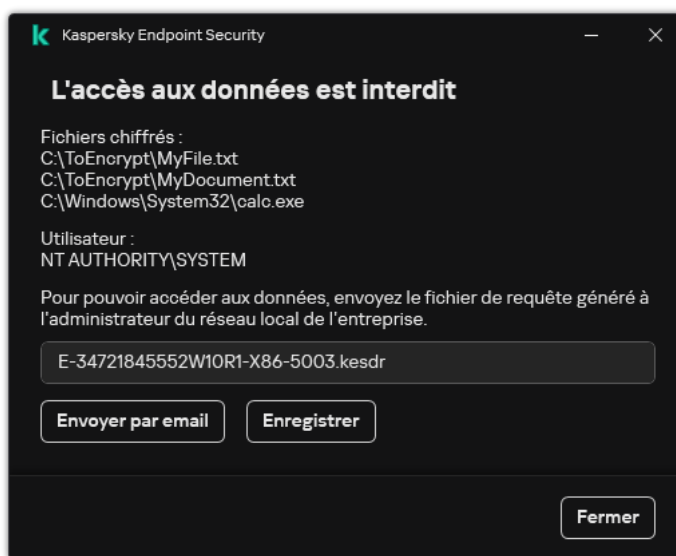 Kaspersky Endpoint Security
L'accès aux données est interdit
Fichiers chiffrés :
C:\ToEncrypt\MyFile.txt
C:\ToEncrypt\MyDocument.txt
C:\Windows\System32\calc.exe
Utilisateur :
NT AUTHORITY\SYSTEM
Pour pouvoir accéder aux données, envoyez le fichier de requête généré à
l'administrateur du réseau local de l'entreprise.
E-34721845552W10R1-X86-5003.kesdr
Envoyer par email
Enregistrer
Fermer